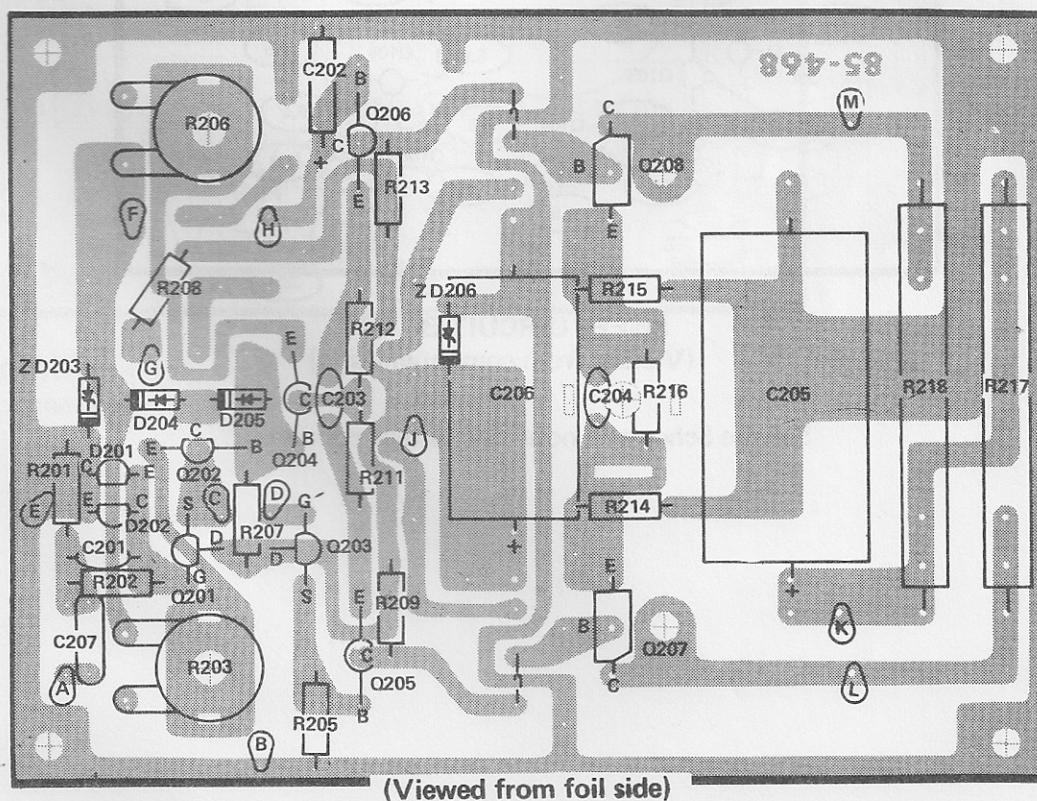 85-468
C202
B
M
R206
Q206
C
C
+
R213
B
Q208
E
F
H
E
R208
ZD206
R215
R212
E
G
ZD203
C203
C
C206
C204
R216
C205
R218
R217
D204
D205
J
B
Q204
D201
C
E
B
Q202
R201
C
E
R211
E
E
C
D202
S
C
D
G
R207
R214
C201
D
D
Q203
+
R202
G
Q201
S
E
R209
E
+
C207
B
Q207
K
R203
C
Q205
A
C
L
B
R205
B
(Viewed from foil side)